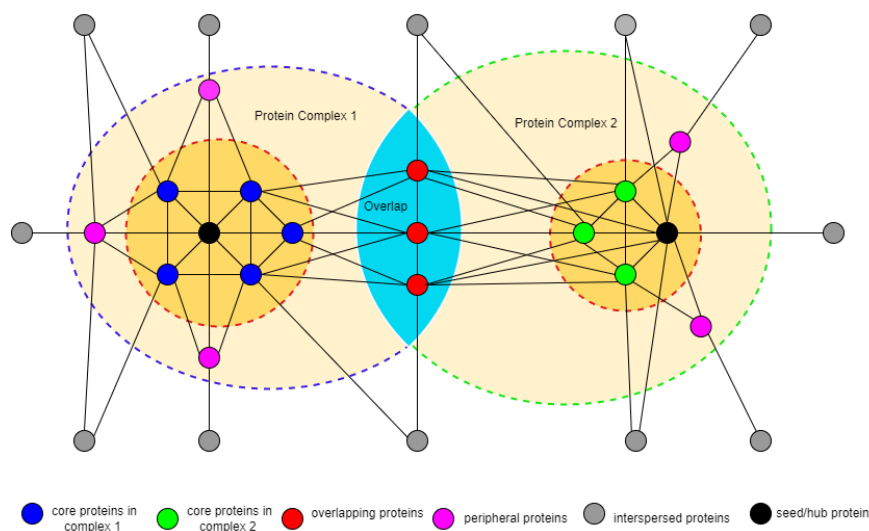 Protein Complex 1
Protein Complex 2
Overlap
core proteins in
complex 1
core proteins in
complex 2
overlapping proteins
peripheral proteins
interspersed proteins
seed/hub protein